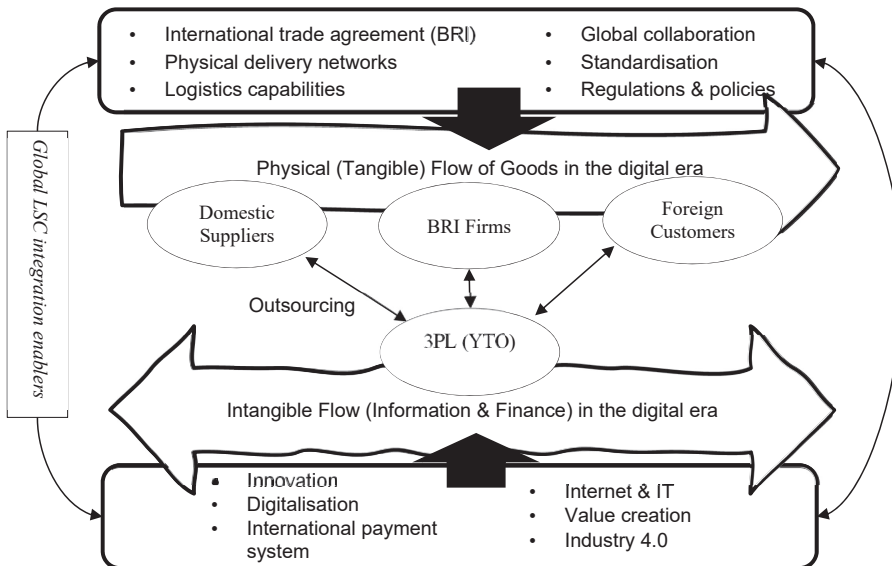 • International trade agreement (BRI)
• Physical delivery networks
• Logistics capabilities
• Global collaboration
• Standardisation
• Regulations & policies
Global LSC integration enablers
Physical (Tangible) Flow of Goods in the digital era
Domestic
Suppliers
BRI Firms
Foreign
Customers
Outsourcing
3PL (YTO)
Intangible Flow (Information & Finance) in the digital era
• Innovation
• Digitalisation
• International payment
system
• Internet & IT
• Value creation
• Industry 4.0